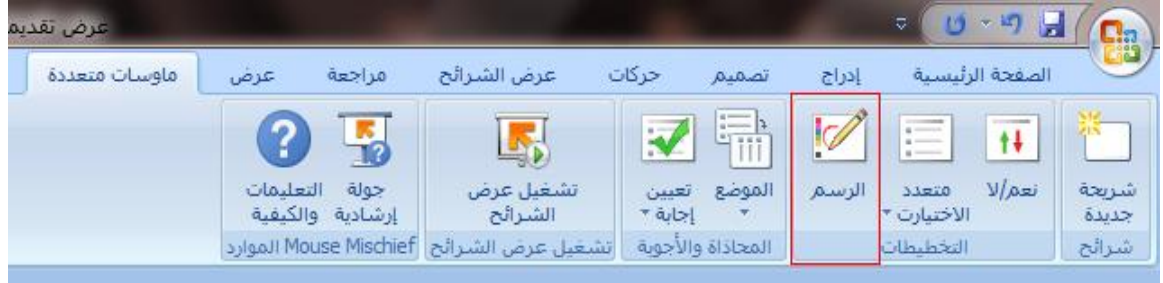 عرض تقديم
الصفحة الرئيسية إدراج تصميم حركات عرض الشرائح مراجعة عرض ماوسات متعددة
شريحة جديدة
نعم/لا
متعدد الاختيارت
الرسم
الموضع
تعيين إجابة
تشغيل عرض الشرائح
جولة إرشادية
التعليمات والكيفية
شرائح
التخطيطات
المحاذاة والأجوبة
تشغيل عرض الشرائح
Mouse Mischief الموارد